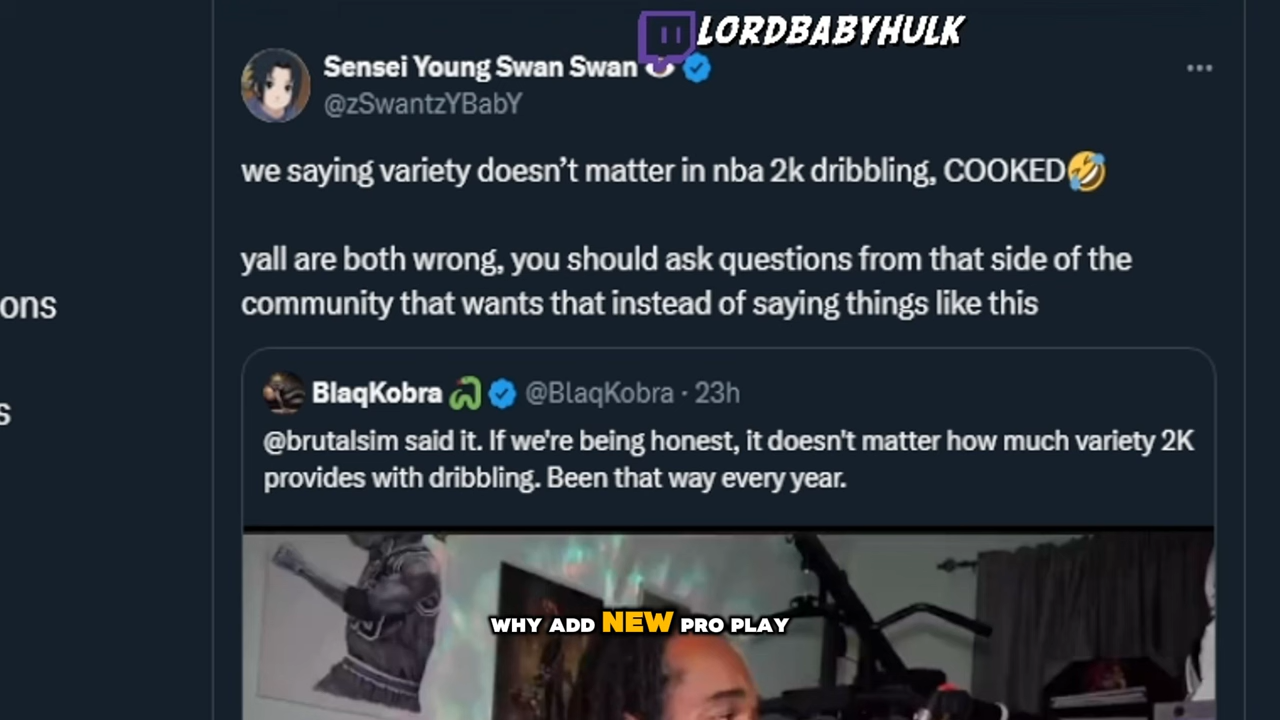 LORDBABYHULK
Sensei Young Swan Swan
@zSwantzYBabY
we saying variety doesn’t matter in nba 2k dribbling, COOKED🤣
yall are both wrong, you should ask questions from that side of the
community that wants that instead of saying things like this
ons
s
BlaqKobra 🐍 @BlaqKobra · 23h
@brutalsim said it. If we're being honest, it doesn't matter how much variety 2K
provides with dribbling. Been that way every year.
WHY ADD NEW PRO PLAY